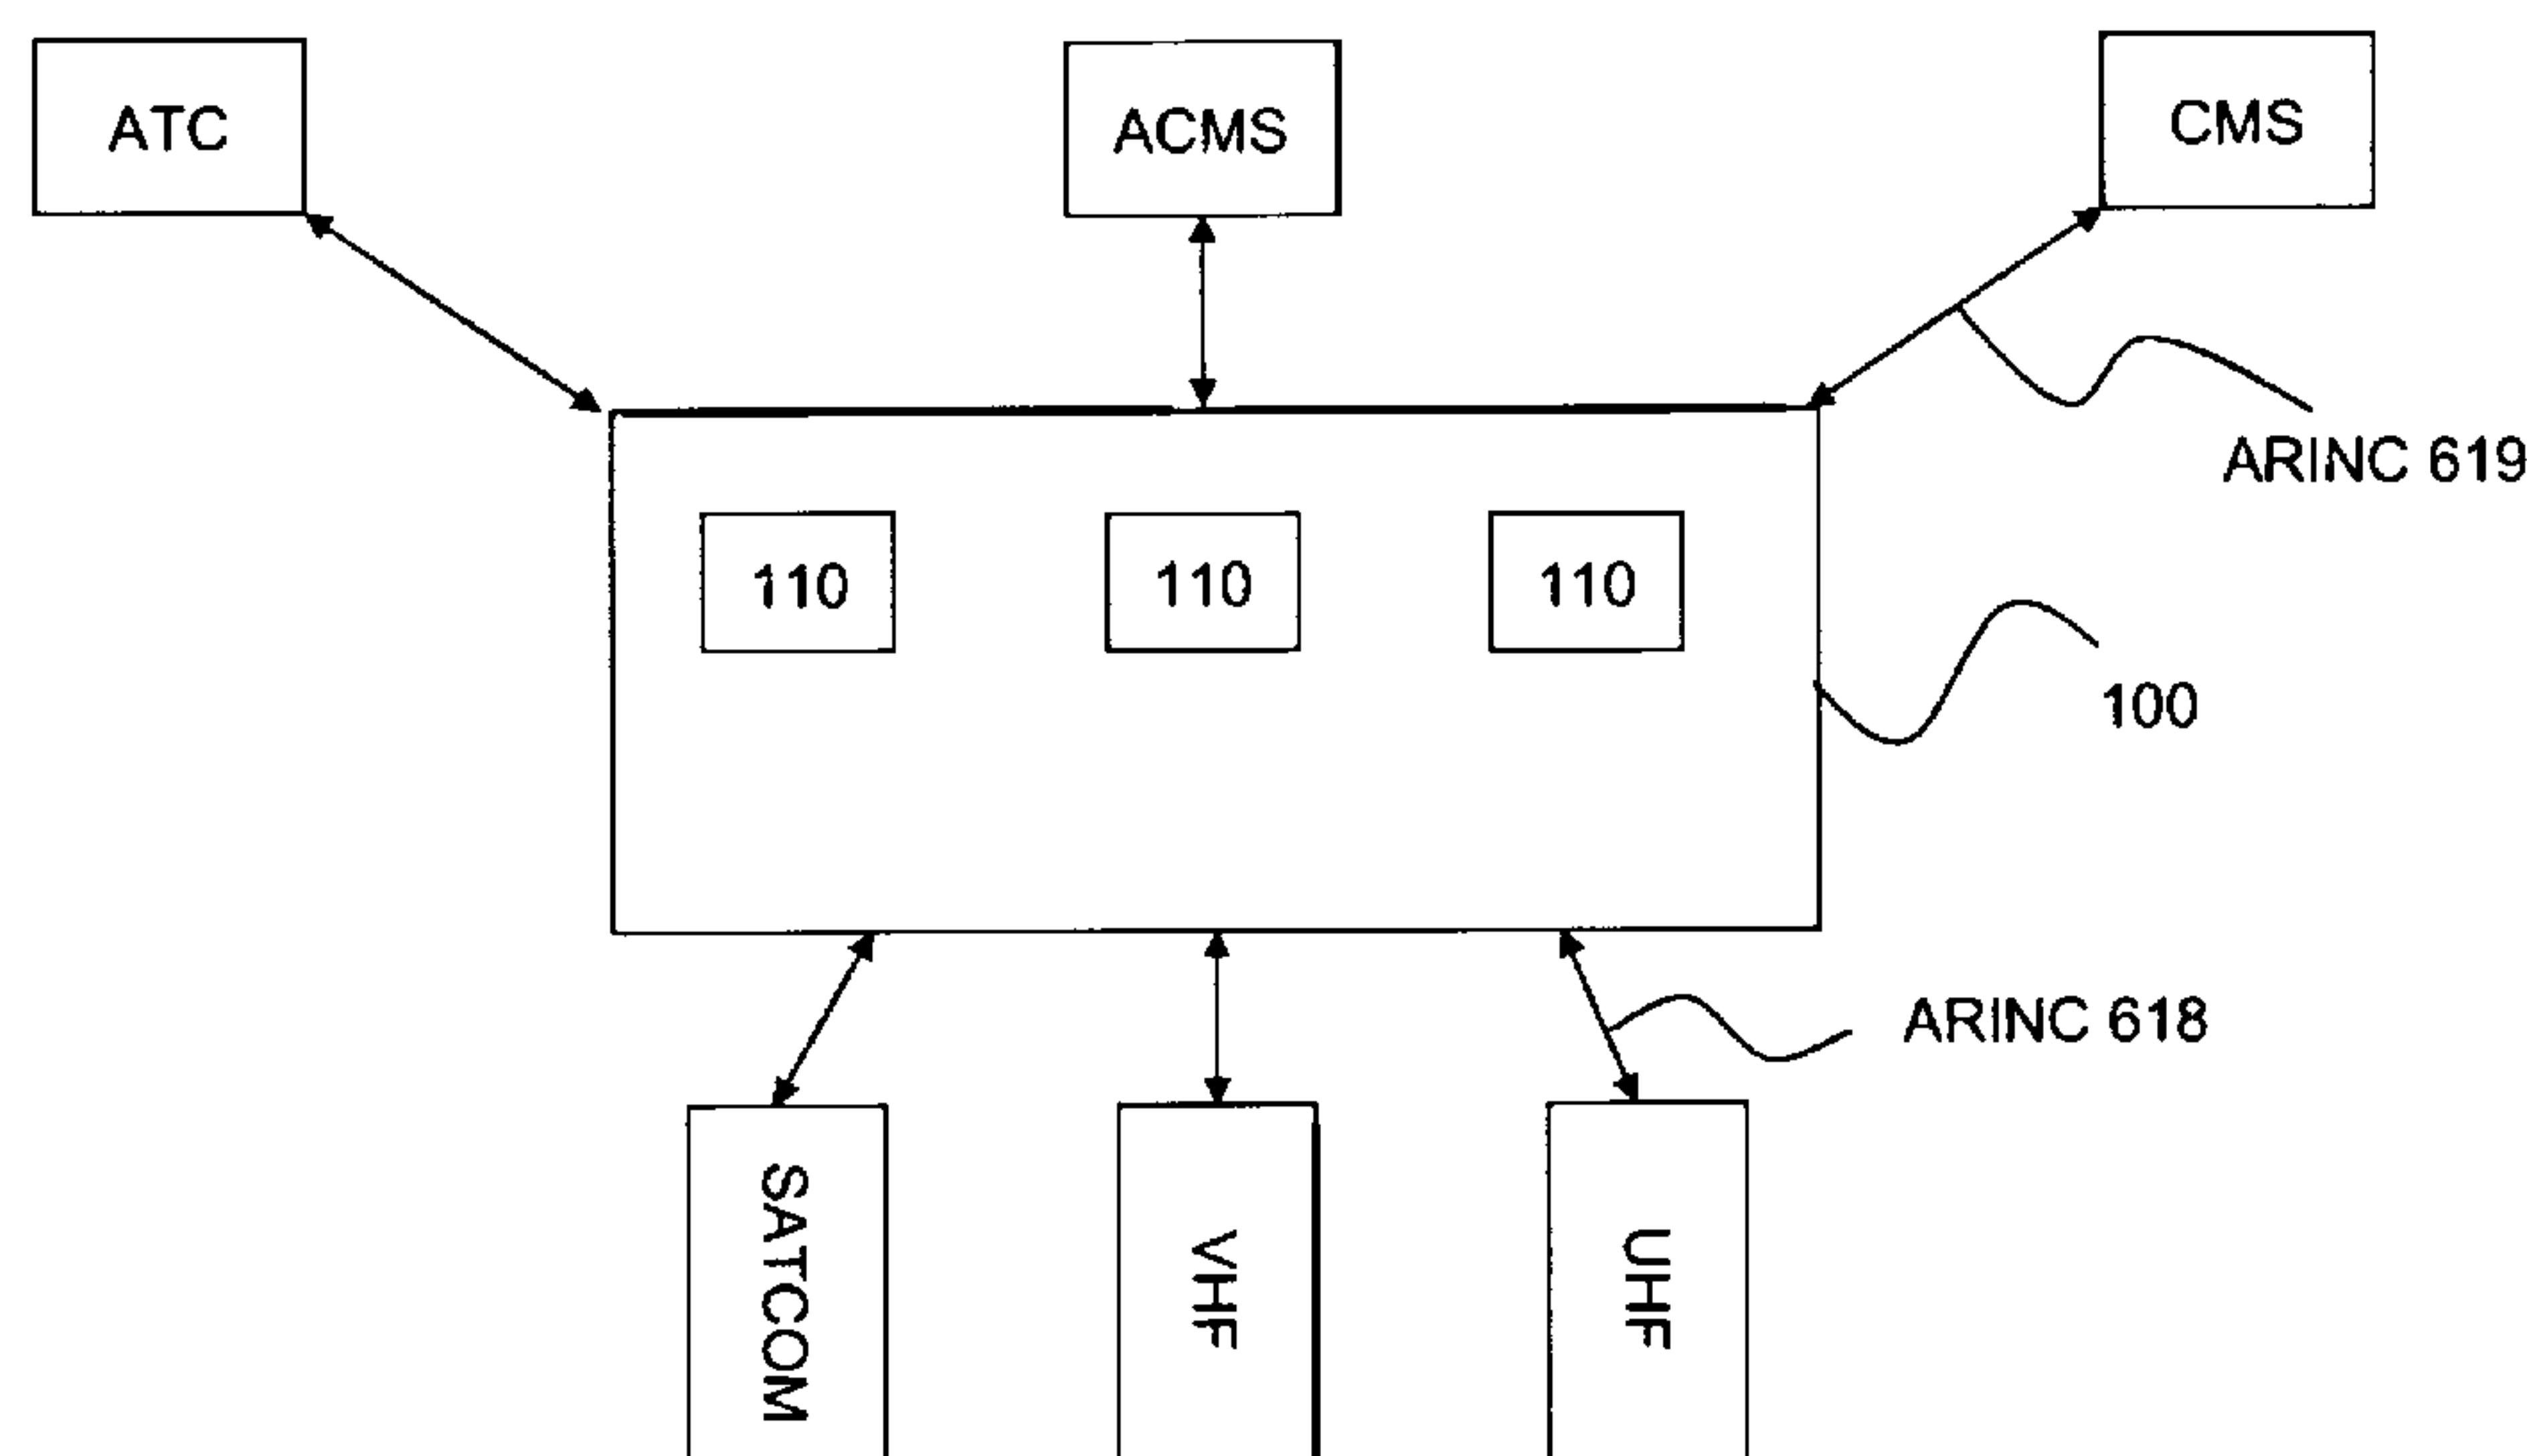 ATC
ACMS
CMS
ARINC 619
110
110
110
100
ARINC 618
SATCOM
VHF
UHF